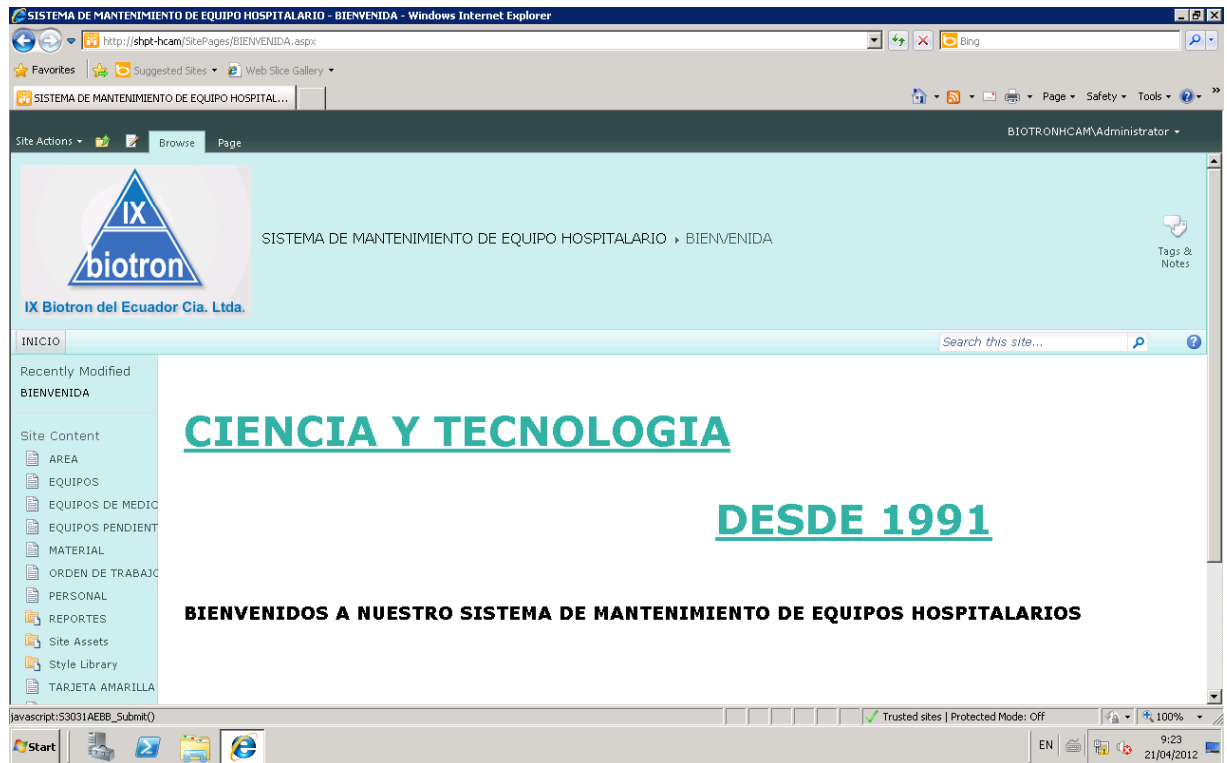 SISTEMA DE MANTENIMIENTO DE EQUIPO HOSPITALARIO - BIENVENIDA - Windows Internet Explorer
http://shpt-hcam/SitePages/BIENVENIDA.aspx
Bing
Favorites Suggested Sites Web Slice Gallery
SISTEMA DE MANTENIMIENTO DE EQUIPO HOSPITAL...
Page Safety Tools
Site Actions Browse Page
BIOTRONHCAM\Administrator
IX
biotron
IX Biotron del Ecuador Cia. Ltda.
SISTEMA DE MANTENIMIENTO DE EQUIPO HOSPITALARIO ▸ BIENVENIDA
Tags &
Notes
INICIO
Search this site...
Recently Modified
BIENVENIDA
Site Content
AREA
EQUIPOS
EQUIPOS DE MEDIC
EQUIPOS PENDIENT
MATERIAL
ORDEN DE TRABAJO
PERSONAL
REPORTES
Site Assets
Style Library
TARJETA AMARILLA
CIENCIA Y TECNOLOGIA
DESDE 1991
BIENVENIDOS A NUESTRO SISTEMA DE MANTENIMIENTO DE EQUIPOS HOSPITALARIOS
javascript:S3031AEBB_Submit()
Trusted sites | Protected Mode: Off
100%
Start
EN
9:23
21/04/2012